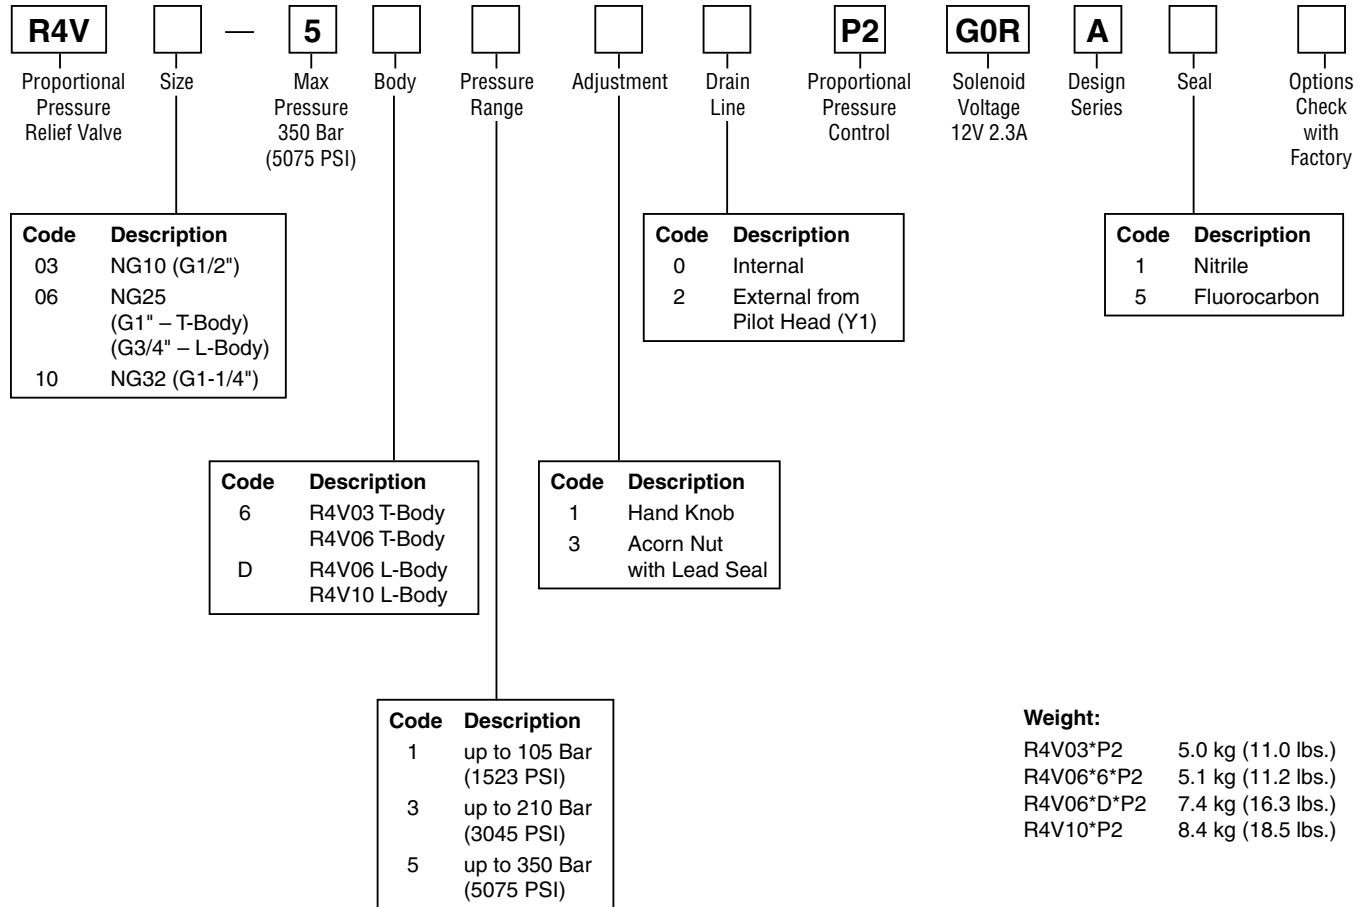 R4V — 5 P2 G0R A
Proportional Pressure Relief Valve
Size
Max Pressure 350 Bar (5075 PSI)
Body
Pressure Range
Adjustment
Drain Line
Proportional Pressure Control
Solenoid Voltage 12V 2.3A
Design Series
Seal
Options Check with Factory
Code Description
03 NG10 (G1/2")
06 NG25
(G1" – T-Body)
(G3/4" – L-Body)
10 NG32 (G1-1/4")
Code Description
0 Internal
2 External from
Pilot Head (Y1)
Code Description
1 Nitrile
5 Fluorocarbon
Code Description
6 R4V03 T-Body
R4V06 T-Body
D R4V06 L-Body
R4V10 L-Body
Code Description
1 Hand Knob
3 Acorn Nut
with Lead Seal
Code Description
1 up to 105 Bar
(1523 PSI)
3 up to 210 Bar
(3045 PSI)
5 up to 350 Bar
(5075 PSI)
Weight:
R4V03*P2 5.0 kg (11.0 lbs.)
R4V06*6*P2 5.1 kg (11.2 lbs.)
R4V06*D*P2 7.4 kg (16.3 lbs.)
R4V10*P2 8.4 kg (18.5 lbs.)